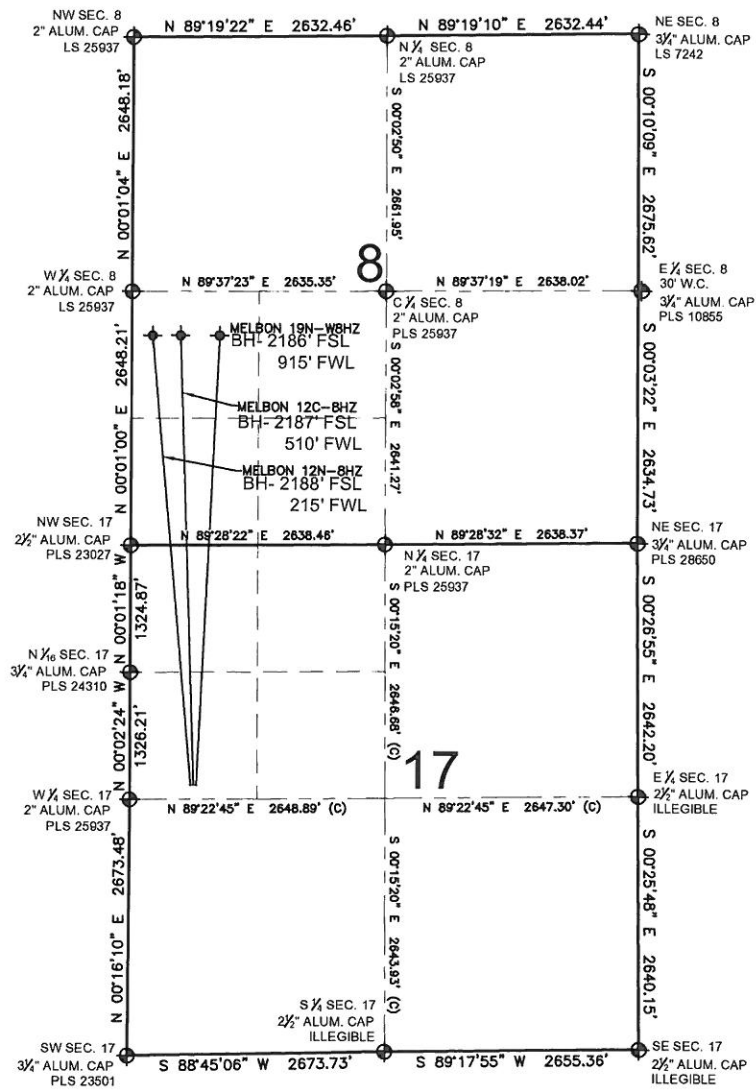 NW SEC. 8
2" ALUM. CAP
LS 25937
N 89°19'22" E 2632.46'
N 89°19'10" E 2632.44'
NE SEC. 8
3¼" ALUM. CAP
LS 7242
N ¼ SEC. 8
2" ALUM. CAP
LS 25937
N 00°01'04" E 2648.18'
S 00°02'50" E 2661.95'
S 00°10'09" E 2675.62'
8
W ¼ SEC. 8
2" ALUM. CAP
LS 25937
N 89°37'23" E 2635.35'
N 89°37'19" E 2638.02'
E ¼ SEC. 8
30' W.C.
3¼" ALUM. CAP
PLS 10855
C ¼ SEC. 8
2" ALUM. CAP
PLS 25937
MELBON 19N-W8HZ
BH- 2186' FSL
915' FWL
MELBON 12C-8HZ
BH- 2187' FSL
510' FWL
MELBON 12N-8HZ
BH- 2188' FSL
215' FWL
N 00°01'00" E 2648.21'
S 00°02'58" E 2641.27'
S 00°03'22" E 2634.73'
NW SEC. 17
2½" ALUM. CAP
PLS 23027
N 89°28'22" E 2638.46'
N 89°28'32" E 2638.37'
NE SEC. 17
3¼" ALUM. CAP
PLS 28650
N ¼ SEC. 17
2" ALUM. CAP
PLS 25937
N 00°01'18" W 1324.87'
N 1⁄16 SEC. 17
3¼" ALUM. CAP
PLS 24310
S 00°15'20" E 2646.68' (C)
S 00°26'55" E 2642.20'
N 00°02'24" W 1326.21'
17
W ¼ SEC. 17
2" ALUM. CAP
PLS 25937
N 89°22'45" E 2648.89' (C)
N 89°22'45" E 2647.30' (C)
E ¼ SEC. 17
2½" ALUM. CAP
ILLEGIBLE
N 00°16'10" E 2673.48'
S 00°15'20" E 2643.93' (C)
S 00°25'48" E 2640.15'
S ¼ SEC. 17
2½" ALUM. CAP
ILLEGIBLE
SW SEC. 17
3¼" ALUM. CAP
PLS 23501
S 88°45'06" W 2673.73'
S 89°17'55" W 2655.36'
SE SEC. 17
2½" ALUM. CAP
ILLEGIBLE